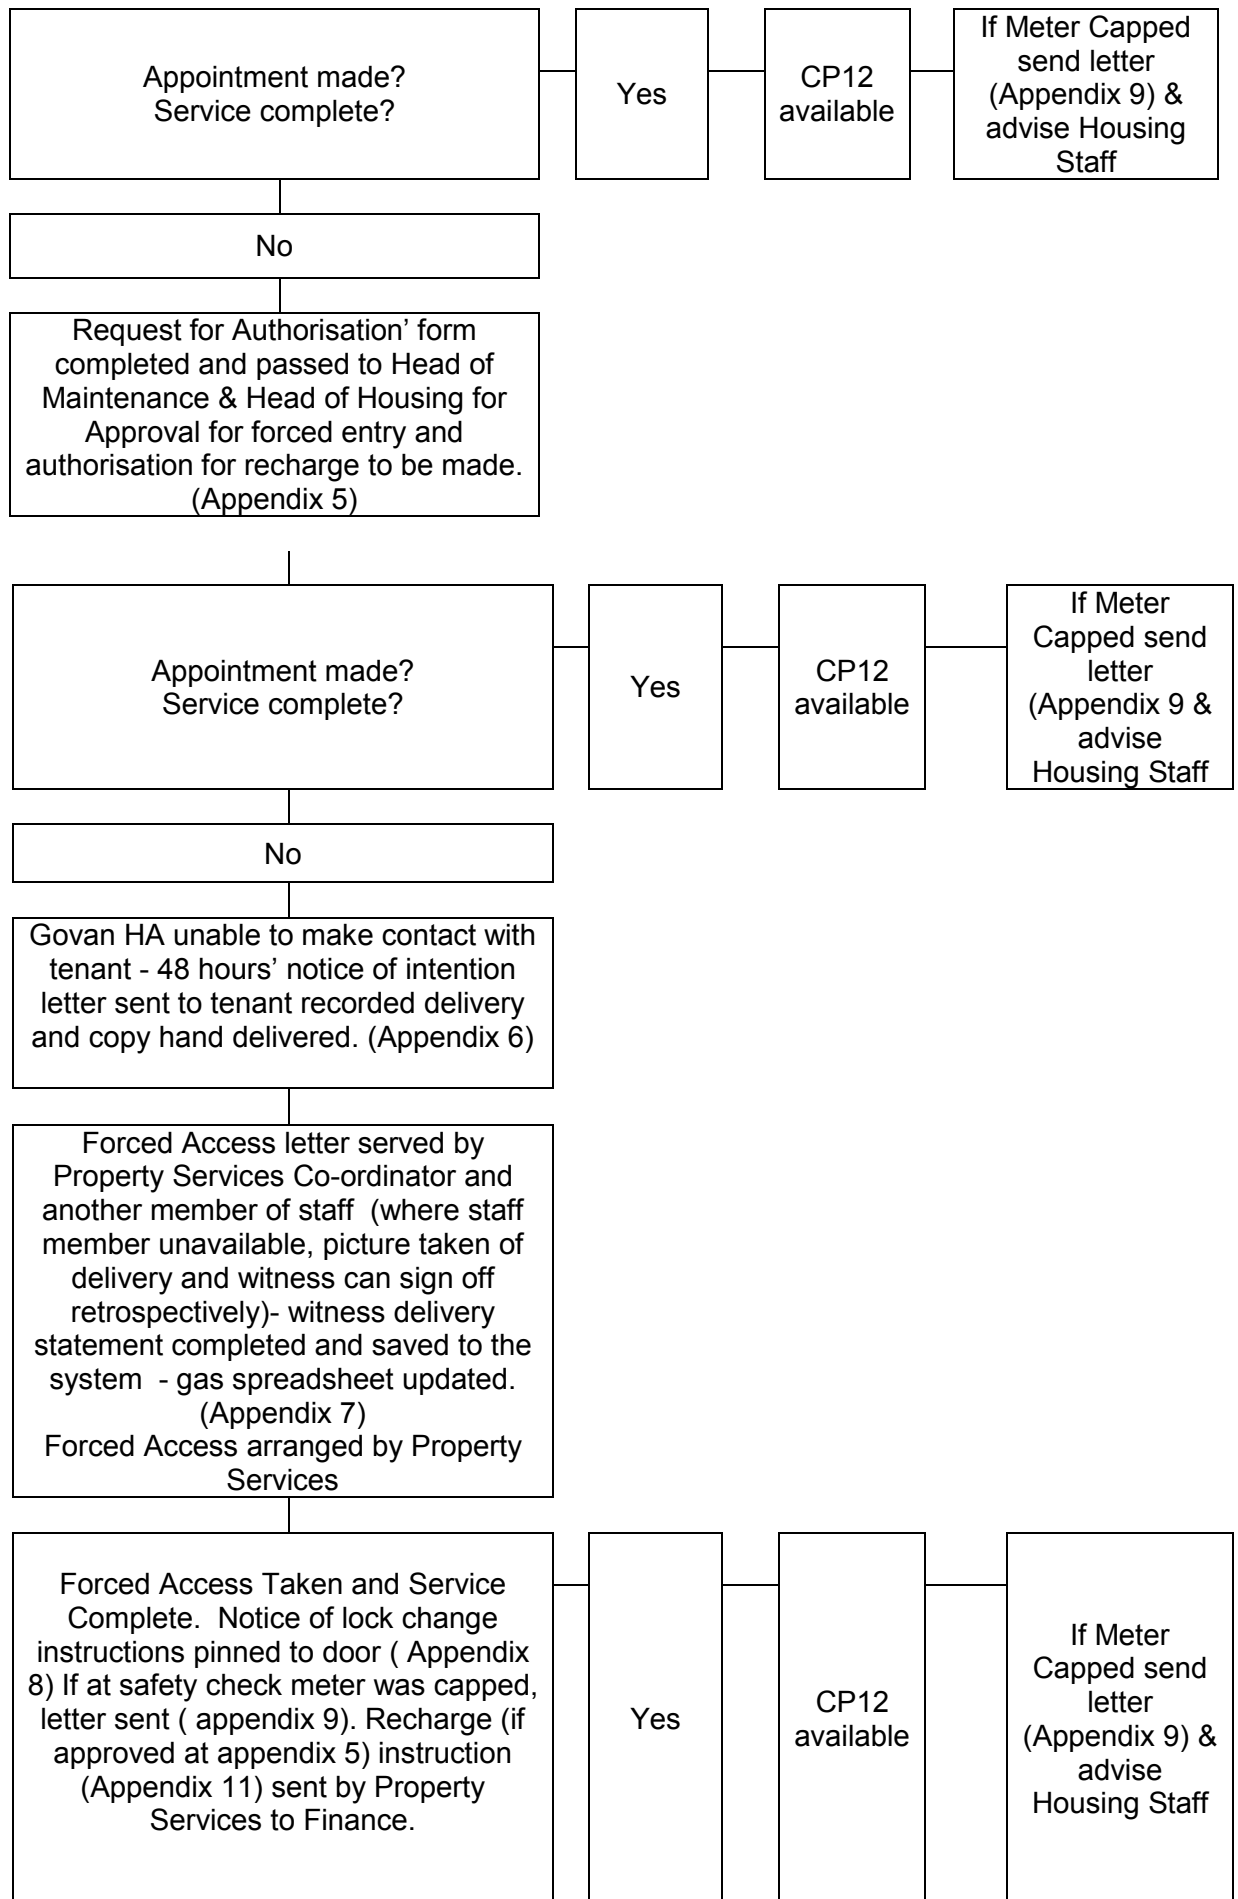 Appointment made?
Service complete?
Yes
CP12
available
If Meter Capped
send letter
(Appendix 9) &
advise Housing
Staff
No
Request for Authorisation’ form
completed and passed to Head of
Maintenance & Head of Housing for
Approval for forced entry and
authorisation for recharge to be made.
(Appendix 5)
Appointment made?
Service complete?
Yes
CP12
available
If Meter
Capped send
letter
(Appendix 9 &
advise
Housing Staff
No
Govan HA unable to make contact with
tenant - 48 hours’ notice of intention
letter sent to tenant recorded delivery
and copy hand delivered. (Appendix 6)
Forced Access letter served by
Property Services Co-ordinator and
another member of staff (where staff
member unavailable, picture taken of
delivery and witness can sign off
retrospectively)- witness delivery
statement completed and saved to the
system - gas spreadsheet updated.
(Appendix 7)
Forced Access arranged by Property
Services
Forced Access Taken and Service
Complete. Notice of lock change
instructions pinned to door ( Appendix
8) If at safety check meter was capped,
letter sent ( appendix 9). Recharge (if
approved at appendix 5) instruction
(Appendix 11) sent by Property
Services to Finance.
Yes
CP12
available
If Meter
Capped send
letter
(Appendix 9) &
advise
Housing Staff